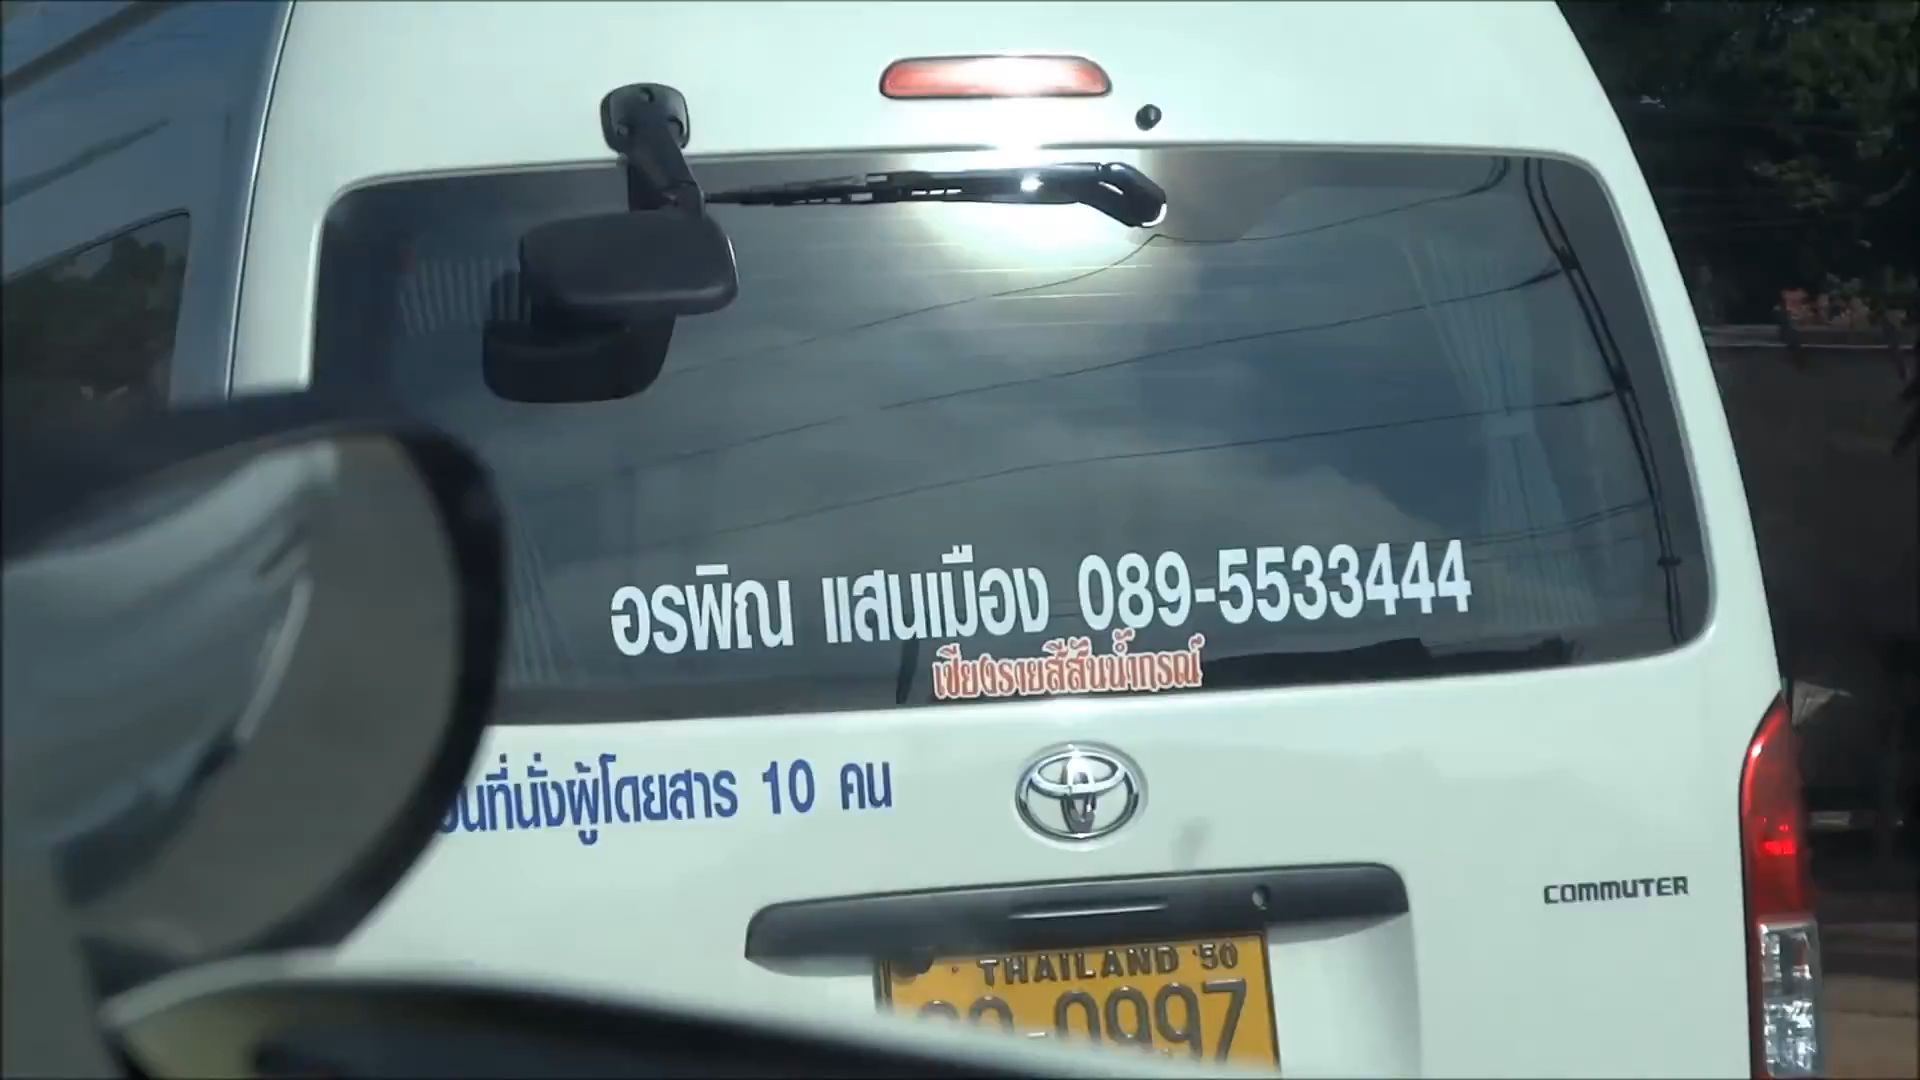 อรพิณ แสนเมือง 089-5533444
เชียงรายสีสันน้ำกรณ์
ที่นั่งผู้โดยสาร 10 คน
COMMUTER
THAILAND '50
0997